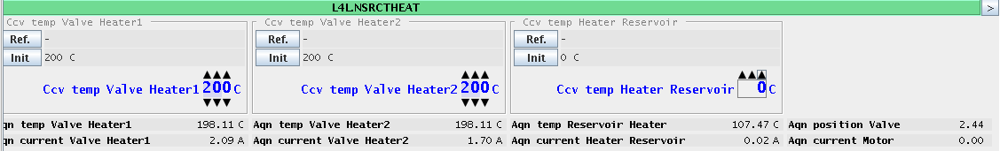 L4L.NSRCTHEAT >
Ccv temp Valve Heater1 Ccv temp Valve Heater2 Ccv temp Heater Reservoir
Ref. - Ref. - Ref. -
Init 200 C Init 200 C Init 0 C
Ccv temp Valve Heater1 200 C Ccv temp Valve Heater2 200 C Ccv temp Heater Reservoir 0 C
qn temp Valve Heater1 198.11 C Aqn temp Valve Heater2 198.11 C Aqn temp Reservoir Heater 107.47 C Aqn position Valve 2.44
qn current Valve Heater1 2.09 A Aqn current Valve Heater2 1.70 A Aqn current Heater Reservoir 0.02 A Aqn current Motor 0.00